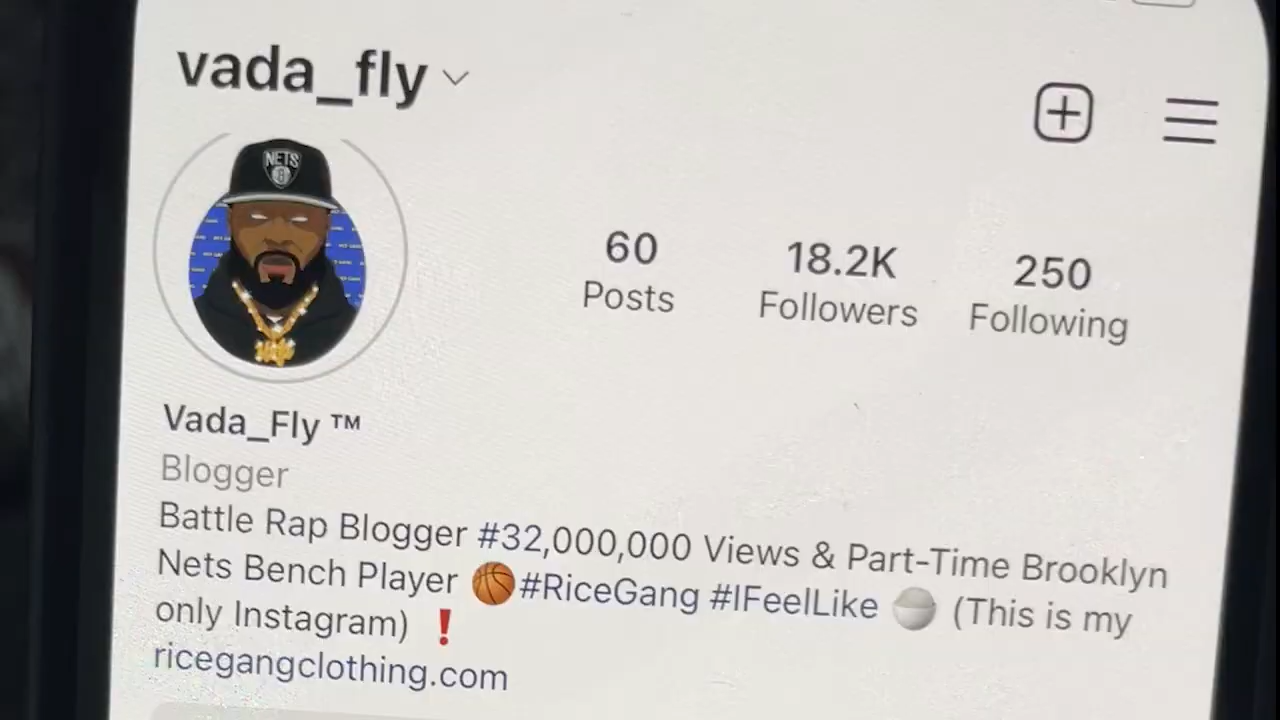 vada_fly
NETS
B
60
18.2K
250
Posts
Followers
Following
Vada_Fly ™
Blogger
Battle Rap Blogger #32,000,000 Views & Part-Time Brooklyn
Nets Bench Player 🏀#RiceGang #IFeelLike 🍚 (This is my
only Instagram) ❗
ricegangclothing.com